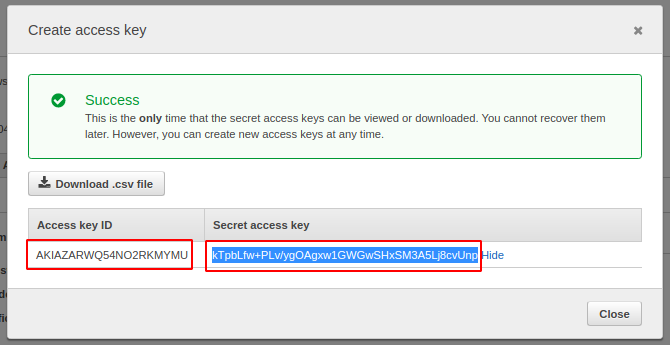 Create access key
Success
This is the only time that the secret access keys can be viewed or downloaded. You cannot recover them
later. However, you can create new access keys at any time.
Download .csv file
Access key ID Secret access key
AKIAZARWQ54NO2RKMYMU kTpbLfw+PLv/ygOAgxw1GWGwSHxSM3A5Lj8cvUnp Hide
Close